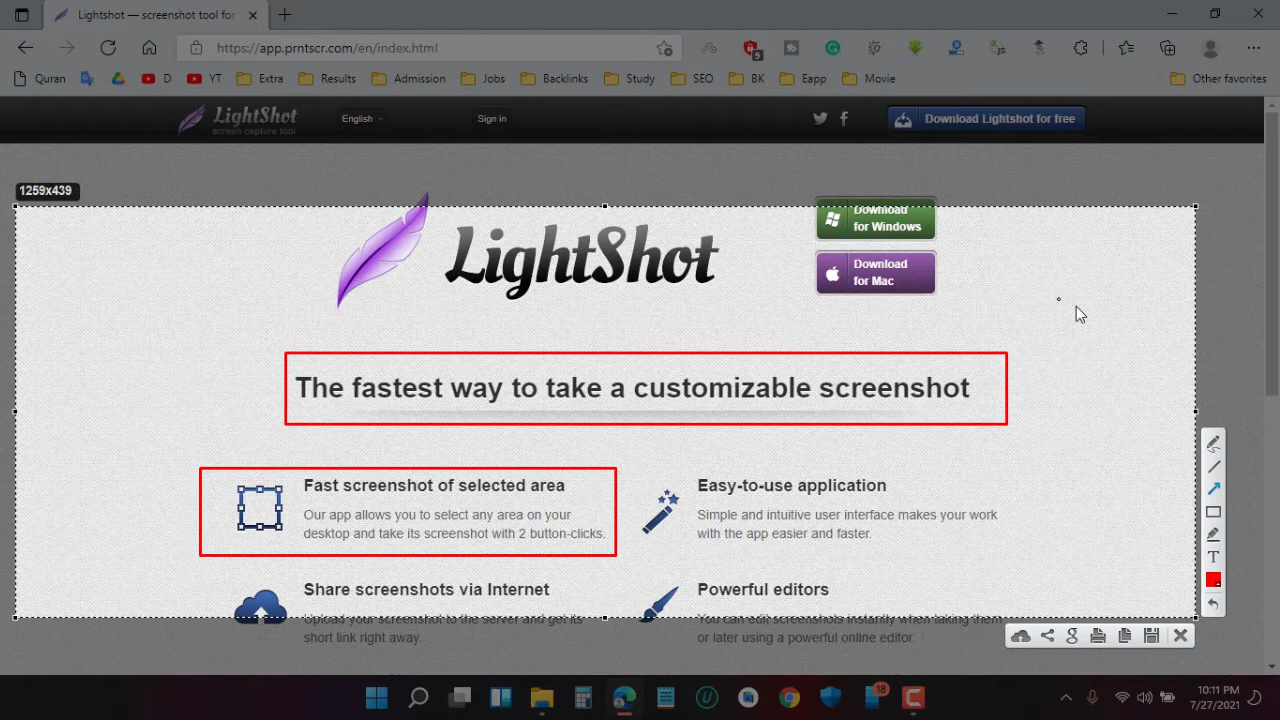 Lightshot — screenshot tool for
https://app.prntscr.com/en/index.html
9
Quran
D
YT
Extra
Results
Admission
Jobs
Backlinks
Study
SEO
BK
Eapp
Movie
Other favorites
LightShot
screen capture tool
English
Sign in
Download Lightshot for free
1259x439
LightShot
Download
for Windows
Download
for Mac
The fastest way to take a customizable screenshot
Fast screenshot of selected area
Our app allows you to select any area on your
desktop and take its screenshot with 2 button-clicks.
Easy-to-use application
Simple and intuitive user interface makes your work
with the app easier and faster.
Share screenshots via Internet
Upload your screenshot to the server and get its
short link right away.
Powerful editors
You can edit screenshots instantly when taking them
or later using a powerful online editor.
T
g
18
10:11 PM
7/27/2021